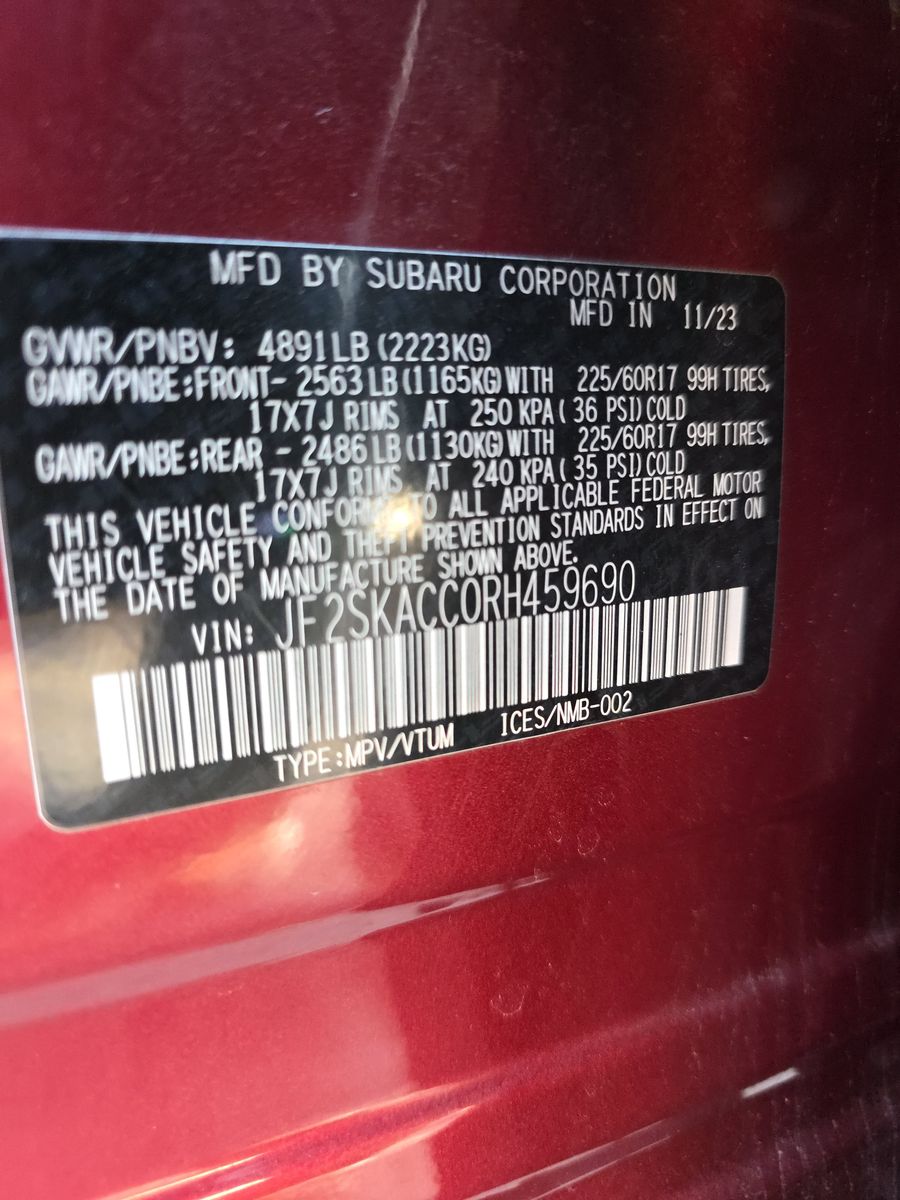 MFD BY SUBARU CORPORATION
MFD IN 11/23
GVWR/PNBV: 4891LB (2223KG)
GAWR/PNBE:FRONT- 2563LB(1165KG)WITH 225/60R17 99H TIRES,
17X7J RIMS AT 250 KPA( 36 PSI)COLD
GAWR/PNBE:REAR - 2486LB(1130KG)WITH 225/60R17 99H TIRES,
17X7J RIMS AT 240 KPA( 35 PSI)COLD
THIS VEHICLE CONFORMS TO ALL APPLICABLE FEDERAL MOTOR
VEHICLE SAFETY AND THEFT PREVENTION STANDARDS IN EFFECT ON
THE DATE OF MANUFACTURE SHOWN ABOVE.
VIN: JF2SKACC0RH459690
TYPE:MPV/VTUM ICES/NMB-002